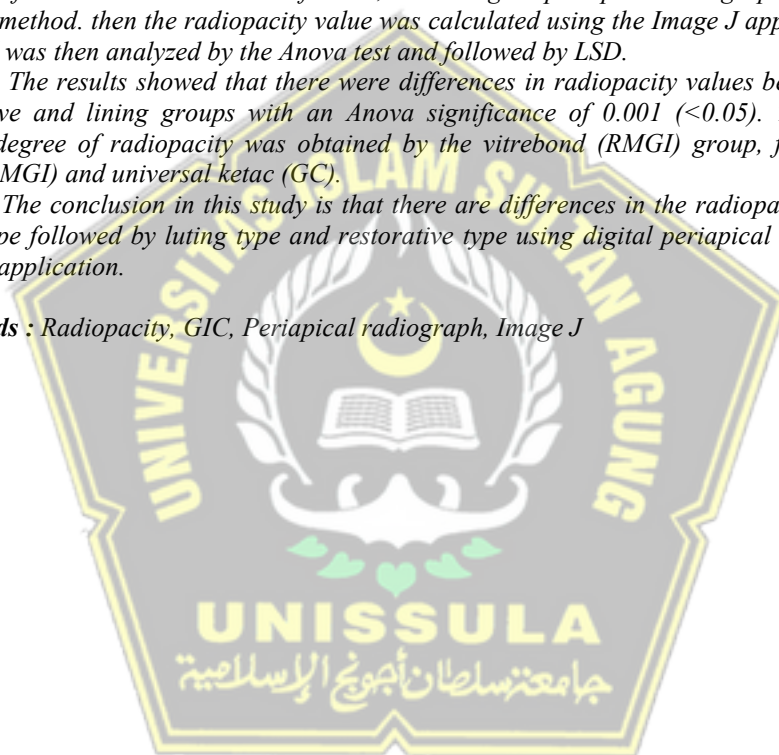 method. then the radiopacity value was calculated using the Image J app
was then analyzed by the Anova test and followed by LSD.
The results showed that there were differences in radiopacity values be
ve and lining groups with an Anova significance of 0.001 (<0.05).
degree of radiopacity was obtained by the vitrebond (RMGI) group, f
MGI) and universal ketac (GC).
The conclusion in this study is that there are differences in the radiopa
pe followed by luting type and restorative type using digital periapical
application.
ds : Radiopacity, GIC, Periapical radiograph, Image J
UNIVERSITAS ISLAM SULTAN AGUNG
UNISSULA
جامعتسلطان أجونج الإسلامية